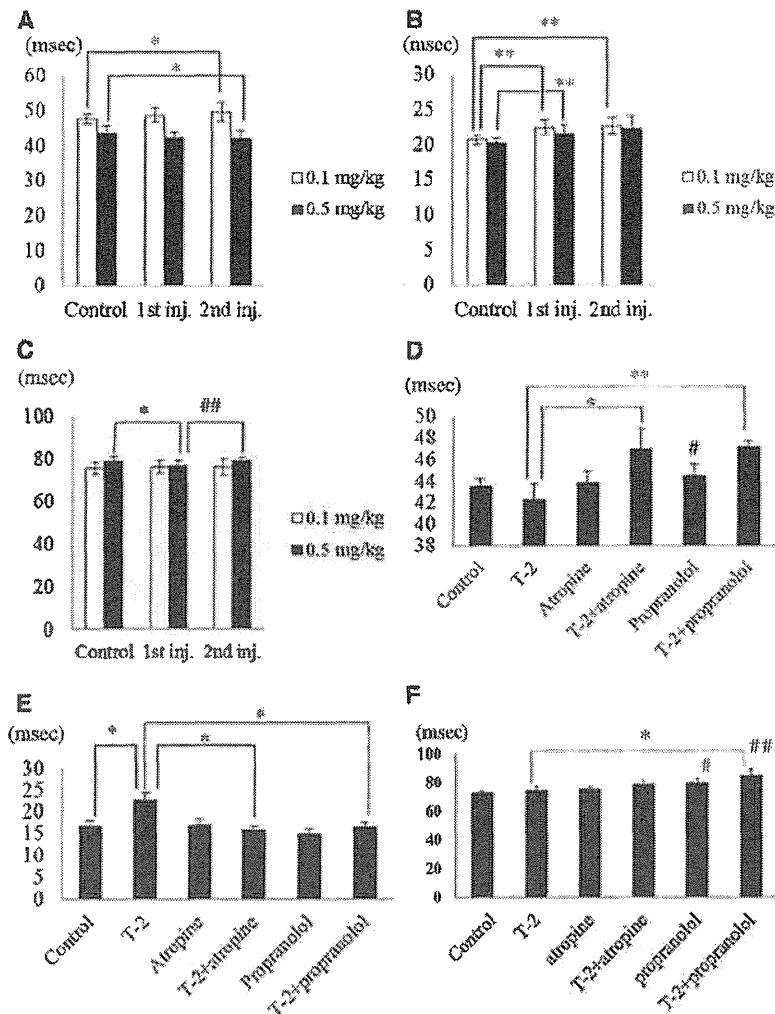 A
(msec)
60
50
40
30
20
10
0
*
*
Control 1st inj. 2nd inj.
0.1 mg/kg
0.5 mg/kg
B
(msec)
30
25
20
15
10
5
0
**
**
**
Control 1st inj. 2nd inj.
0.1 mg/kg
0.5 mg/kg
C
(msec)
100
80
60
40
20
0
*
##
Control 1st inj. 2nd inj.
0.1 mg/kg
0.5 mg/kg
D
(msec)
50
48
46
44
42
40
38
**
*
#
Control
T-2
Atropine
T-2+atropine
Propranolol
T-2+propranolol
E
(msec)
30
25
20
15
10
5
0
*
*
*
Control
T-2
Atropine
T-2+atropine
Propranolol
T-2+propranolol
F
(msec)
100
80
60
40
20
0
*
#
##
Control
T-2
atropine
T-2+atropine
propranolol
T-2+propranolol